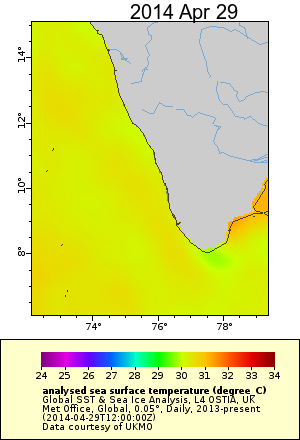 2014 Apr 29
14°
12°
10°
8°
74° 76° 78°
24 25 26 27 28 29 30 31 32 33 34
analysed sea surface temperature (degree_C)
Global SST & Sea Ice Analysis, L4 OSTIA, UK
Met Office, Global, 0.05°, Daily, 2013-present
(2014-04-29T12:00:00Z)
Data courtesy of UKMO